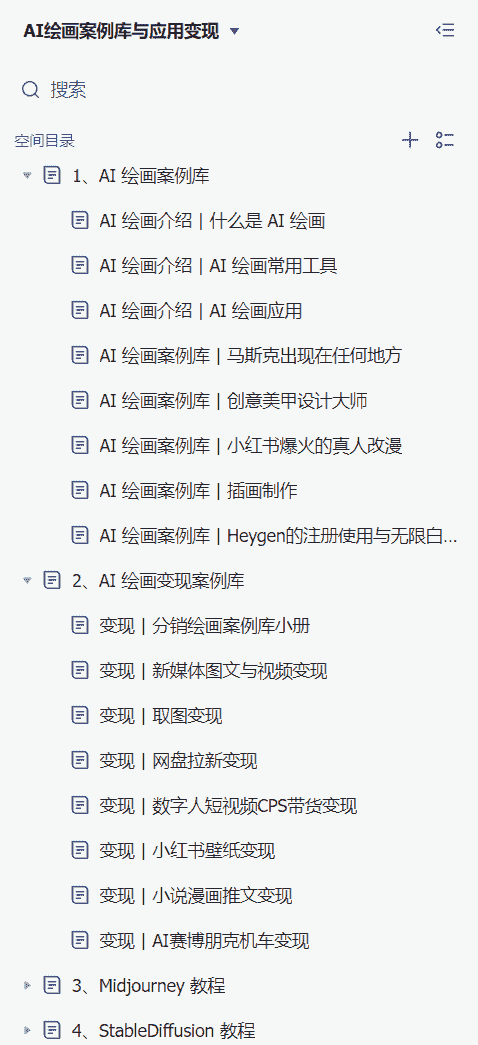 AI绘画案例库与应用变现
搜索
空间目录
1、AI 绘画案例库
AI 绘画介绍 | 什么是 AI 绘画
AI 绘画介绍 | AI 绘画常用工具
AI 绘画介绍 | AI 绘画应用
AI 绘画案例库 | 马斯克出现在任何地方
AI 绘画案例库 | 创意美甲设计大师
AI 绘画案例库 | 小红书爆火的真人改漫
AI 绘画案例库 | 插画制作
AI 绘画案例库 | Heygen的注册使用与无限白...
2、AI 绘画变现案例库
变现 | 分销绘画案例库小册
变现 | 新媒体图文与视频变现
变现 | 取图变现
变现 | 网盘拉新变现
变现 | 数字人短视频CPS带货变现
变现 | 小红书壁纸变现
变现 | 小说漫画推文变现
变现 | AI赛博朋克机车变现
3、Midjourney 教程
4、StableDiffusion 教程